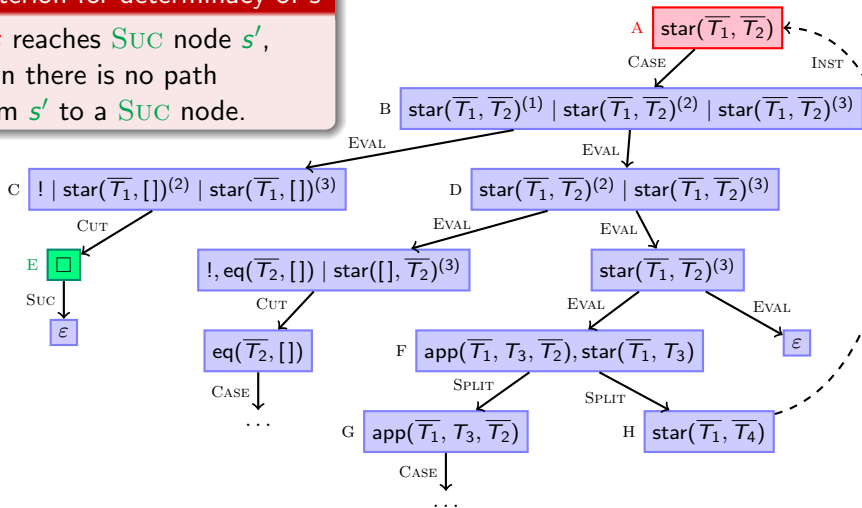 reaches Suc node s′,
there is no path
s′ to a Suc node.
A star(T̅₁, T̅₂)
Case
Inst
B star(T̅₁, T̅₂)⁽¹⁾ | star(T̅₁, T̅₂)⁽²⁾ | star(T̅₁, T̅₂)⁽³⁾
Eval
Eval
C ! | star(T̅₁, [])⁽²⁾ | star(T̅₁, [])⁽³⁾
D star(T̅₁, T̅₂)⁽²⁾ | star(T̅₁, T̅₂)⁽³⁾
Cut
Eval
Eval
E □
!, eq(T̅₂, []) | star([], T̅₂)⁽³⁾
star(T̅₁, T̅₂)⁽³⁾
Suc
Cut
Eval
Eval
ε
eq(T̅₂, [])
F app(T̅₁, T₃, T̅₂), star(T̅₁, T₃)
ε
Case
Split
Split
...
G app(T̅₁, T₃, T̅₂)
H star(T̅₁, T̅₄)
Case
...